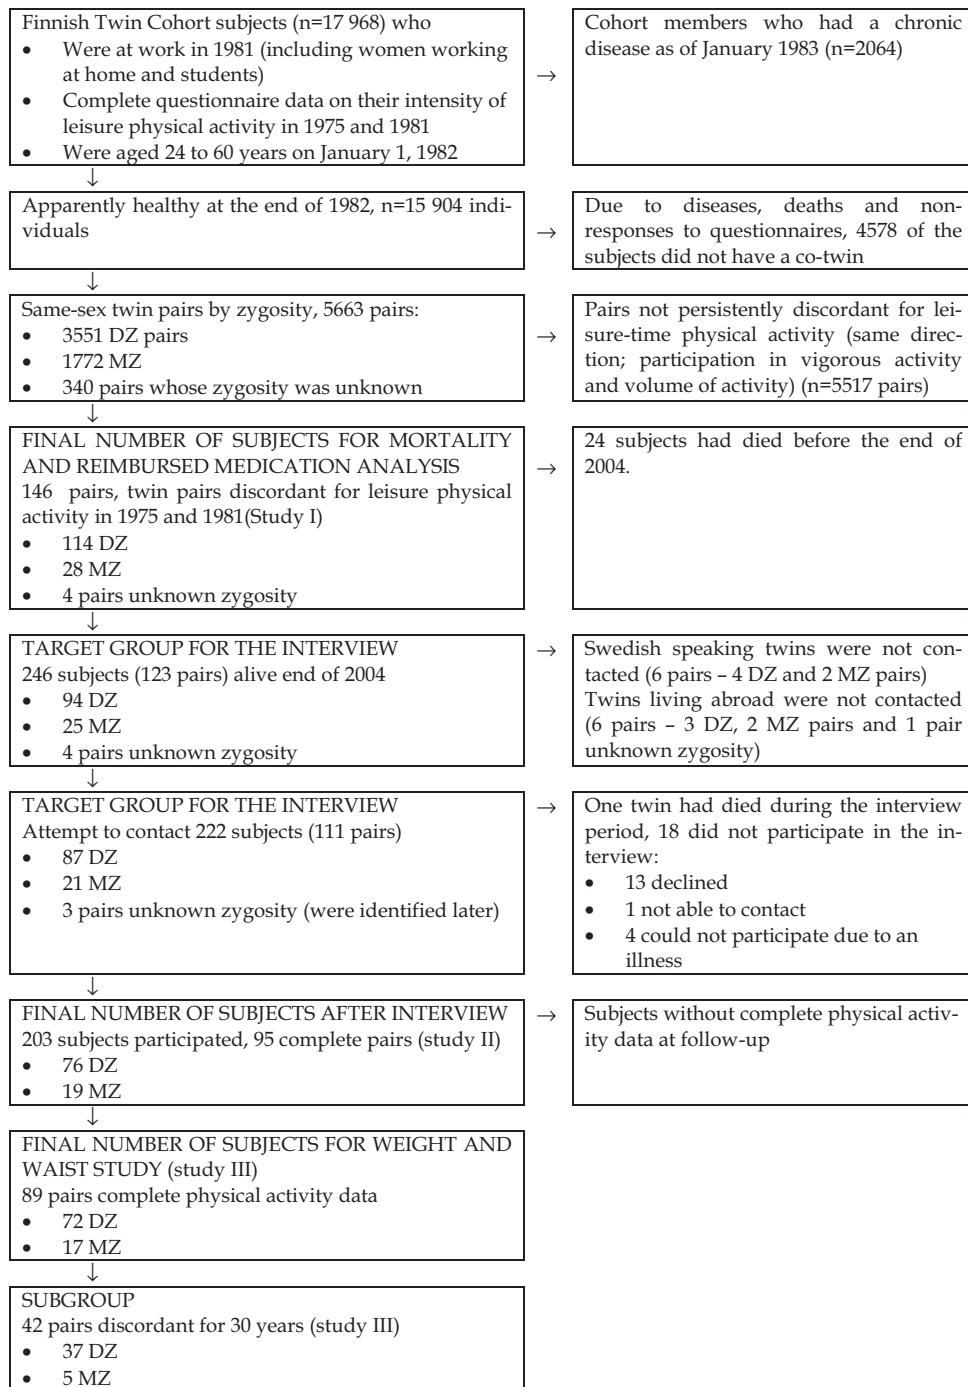 Finnish Twin Cohort subjects (n=17 968) who
• Were at work in 1981 (including women working
at home and students)
• Complete questionnaire data on their intensity of
leisure physical activity in 1975 and 1981
• Were aged 24 to 60 years on January 1, 1982
→
Cohort members who had a chronic
disease as of January 1983 (n=2064)
↓
Apparently healthy at the end of 1982, n=15 904 indi-
viduals
→
Due to diseases, deaths and non-
responses to questionnaires, 4578 of the
subjects did not have a co-twin
↓
Same-sex twin pairs by zygosity, 5663 pairs:
• 3551 DZ pairs
• 1772 MZ
• 340 pairs whose zygosity was unknown
→
Pairs not persistently discordant for lei-
sure-time physical activity (same direc-
tion; participation in vigorous activity
and volume of activity) (n=5517 pairs)
↓
FINAL NUMBER OF SUBJECTS FOR MORTALITY
AND REIMBURSED MEDICATION ANALYSIS
146 pairs, twin pairs discordant for leisure physical
activity in 1975 and 1981(Study I)
• 114 DZ
• 28 MZ
• 4 pairs unknown zygosity
→
24 subjects had died before the end of
2004.
↓
TARGET GROUP FOR THE INTERVIEW
246 subjects (123 pairs) alive end of 2004
• 94 DZ
• 25 MZ
• 4 pairs unknown zygosity
→
Swedish speaking twins were not con-
tacted (6 pairs – 4 DZ and 2 MZ pairs)
Twins living abroad were not contacted
(6 pairs – 3 DZ, 2 MZ pairs and 1 pair
unknown zygosity)
↓
TARGET GROUP FOR THE INTERVIEW
Attempt to contact 222 subjects (111 pairs)
• 87 DZ
• 21 MZ
• 3 pairs unknown zygosity (were identified later)
→
One twin had died during the interview
period, 18 did not participate in the in-
terview:
• 13 declined
• 1 not able to contact
• 4 could not participate due to an
illness
↓
FINAL NUMBER OF SUBJECTS AFTER INTERVIEW
203 subjects participated, 95 complete pairs (study II)
• 76 DZ
• 19 MZ
→
Subjects without complete physical activ-
ity data at follow-up
↓
FINAL NUMBER OF SUBJECTS FOR WEIGHT AND
WAIST STUDY (study III)
89 pairs complete physical activity data
• 72 DZ
• 17 MZ
↓
SUBGROUP
42 pairs discordant for 30 years (study III)
• 37 DZ
• 5 MZ